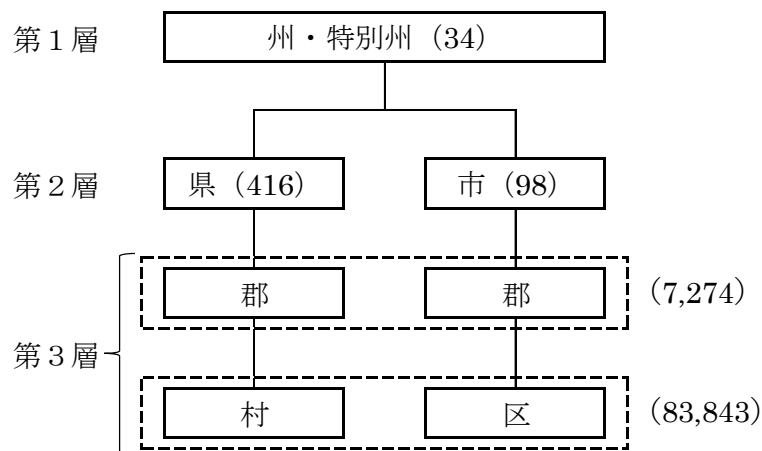 第１層 州・特別州（34）
第２層 県（416） 市（98）
郡 郡 （7,274）
第３層
村 区 （83,843）